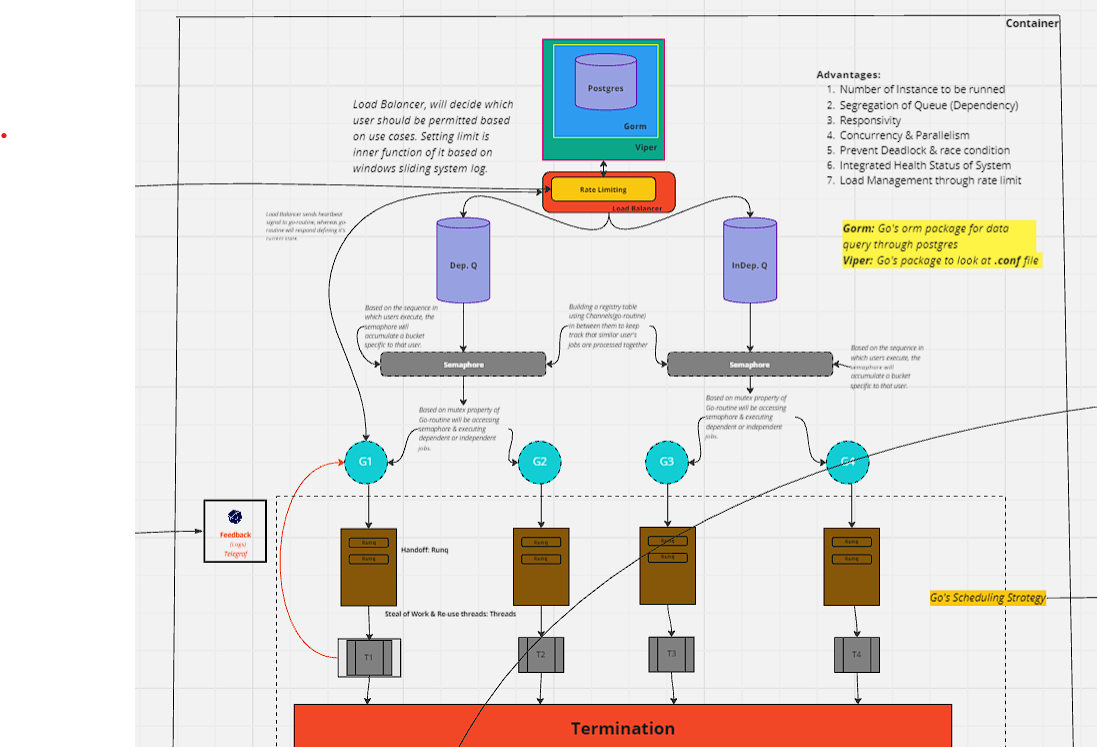 Container
Postgres
Gorm
Viper
Rate Limiting
Load Balancer
Load Balancer, will decide which
user should be permitted based
on use cases. Setting limit is
inner function of it based on
windows sliding system log.
Advantages:
1. Number of Instance to be runned
2. Segregation of Queue (Dependency)
3. Responsivity
4. Concurrency & Parallelism
5. Prevent Deadlock & race condition
6. Integrated Health Status of System
7. Load Management through rate limit
Gorm: Go's orm package for data
query through postgres
Viper: Go's package to look at .conf file
Load Balancer sends heartbeat
signal to go-routine, whereas go-
routine will respond defining it's
current state.
Dep. Q
InDep. Q
Based on the sequence in
which users execute, the
semaphore will
accumulate a bucket
specific to that user.
Building a registry table
using Channels(go-routine)
in between them to keep
track that similar user's
jobs are processed together
Based on the sequence in
which users execute, the
semaphore will
accumulate a bucket
specific to that user.
Semaphore
Semaphore
Based on mutex property of
Go-routine will be accessing
semaphore & executing
dependent or independent
jobs.
Based on mutex property of
Go-routine will be accessing
semaphore & executing
dependent or independent
jobs.
G1
G2
G3
G4
Feedback
(Logs)
Telegraf
Runq
Runq
Handoff: Runq
Runq
Runq
Runq
Runq
Runq
Runq
Go's Scheduling Strategy
Steal of Work & Re-use threads: Threads
T1
T2
T3
T4
Termination